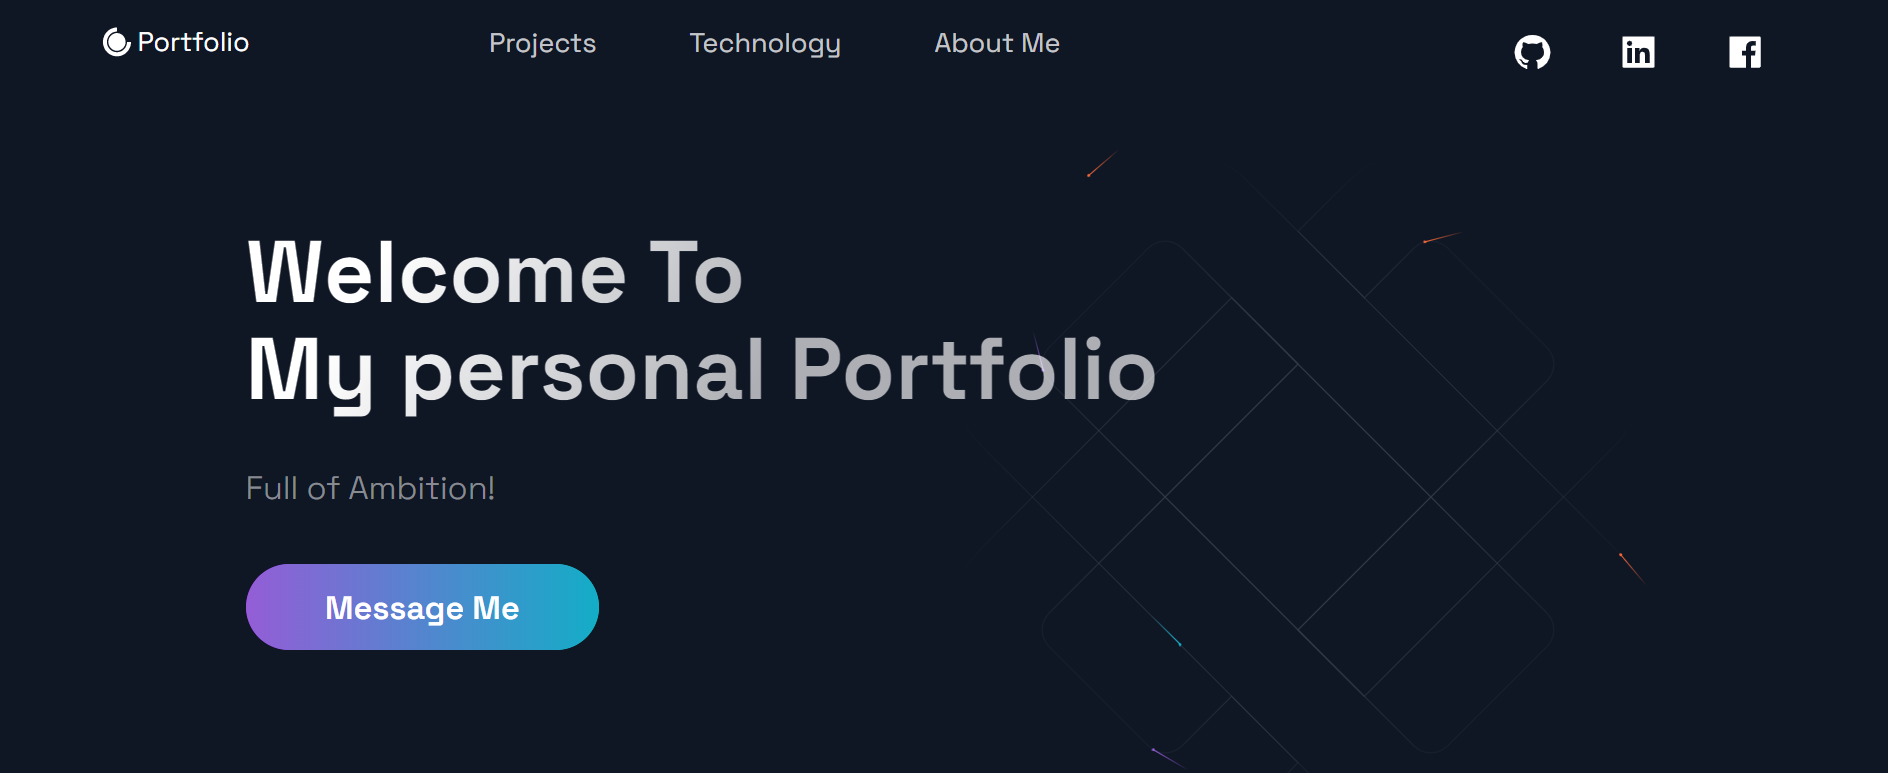 Portfolio
Projects
Technology
About Me
Welcome To
My personal Portfolio
Full of Ambition!
Message Me